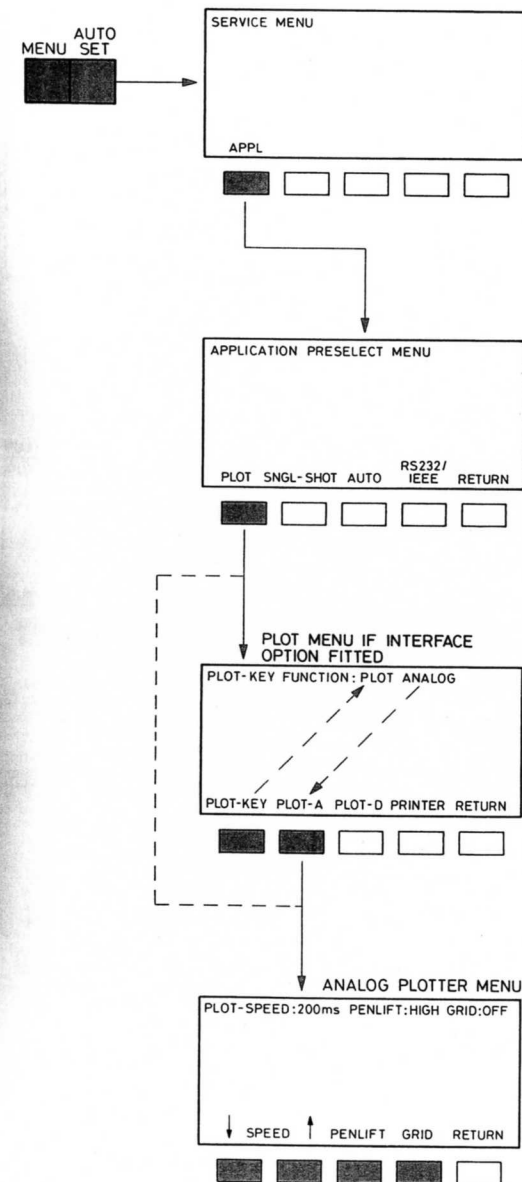 AUTO
MENU SET
SERVICE MENU
APPL
APPLICATION PRESELECT MENU
RS232/
PLOT SNGL-SHOT AUTO IEEE RETURN
PLOT MENU IF INTERFACE
OPTION FITTED
PLOT-KEY FUNCTION: PLOT ANALOG
PLOT-KEY PLOT-A PLOT-D PRINTER RETURN
ANALOG PLOTTER MENU
PLOT-SPEED:200ms PENLIFT:HIGH GRID:OFF
↓ SPEED ↑ PENLIFT GRID RETURN